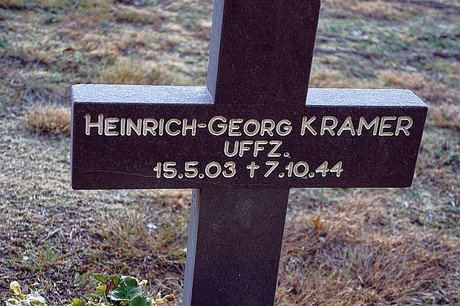 HEINRICH-GEORG KRAMER
UFFZ.
15.5.03 ✝ 7.10.44